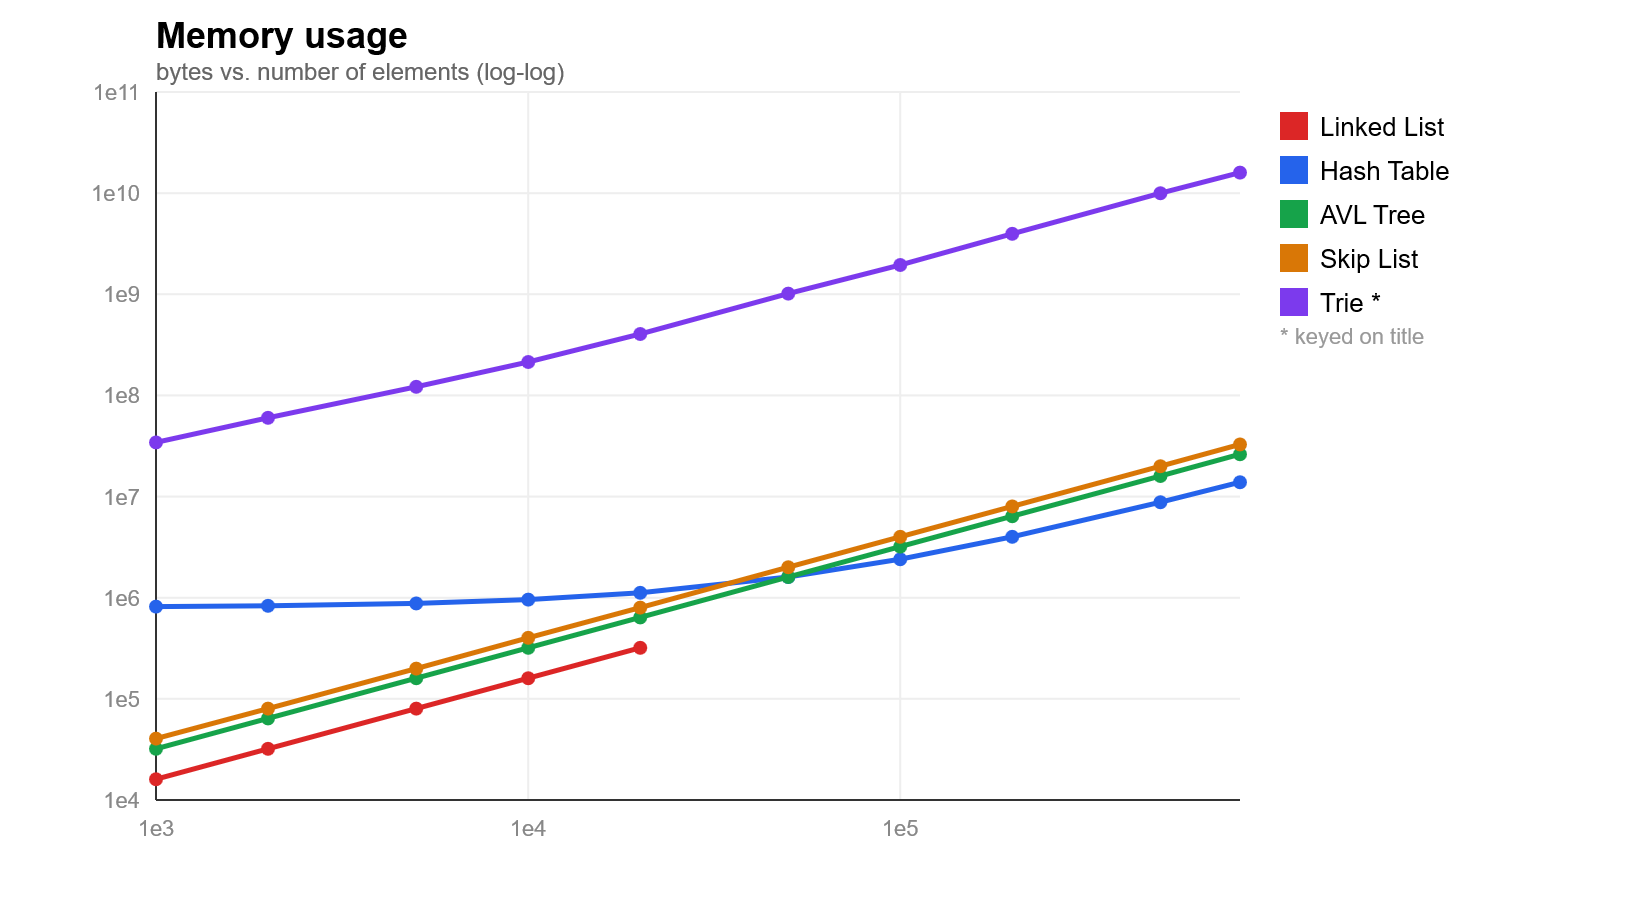 Memory usage
bytes vs. number of elements (log-log)
1e11
1e10
1e9
1e8
1e7
1e6
1e5
1e4
1e3
1e4
1e5
Linked List
Hash Table
AVL Tree
Skip List
Trie *
* keyed on title